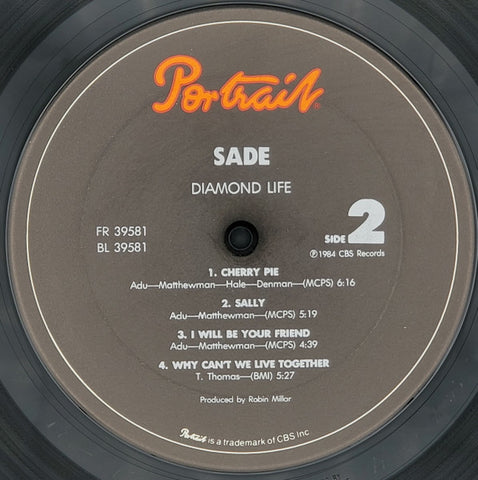 Portrait®
SADE
DIAMOND LIFE
FR 39581
BL 39581
SIDE 2
℗1984 CBS Records
1. CHERRY PIE
Adu—Matthewman—Hale—Denman—(MCPS) 6:16
2. SALLY
Adu—Matthewman—(MCPS) 5:19
3. I WILL BE YOUR FRIEND
Adu—Matthewman—(MCPS) 4:39
4. WHY CAN'T WE LIVE TOGETHER
T. Thomas—(BMI) 5:27
Produced by Robin Millar
Portrait is a trademark of CBS Inc.